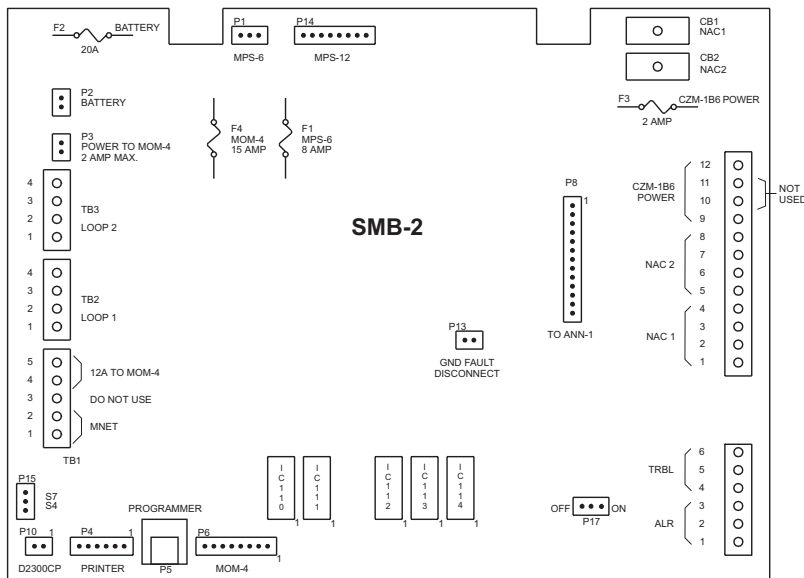 F2 BATTERY
20A
P1
MPS-6
P14
MPS-12
CB1
NAC1
CB2
NAC2
F3 CZM-1B6 POWER
2 AMP
P2
BATTERY
P3
POWER TO MOM-4
2 AMP MAX.
F4
MOM-4
15 AMP
F1
MPS-6
8 AMP
4
3
2
1
TB3
LOOP 2
4
3
2
1
TB2
LOOP 1
5
4
3
2
1
12A TO MOM-4
DO NOT USE
MNET
TB1
SMB-2
P8
1
TO ANN-1
P13
GND FAULT
DISCONNECT
12
11
10
9
8
7
6
5
4
3
2
1
CZM-1B6
POWER
NOT
USED
NAC 2
NAC 1
6
5
4
3
2
1
TRBL
ALR
P15
S7
S4
P10 1
D2300CP
P4 1
PRINTER
PROGRAMMER
P5
P6
1
MOM-4
IC110
1
IC111
1
IC112
1
IC113
1
IC114
1
OFF ON
P17